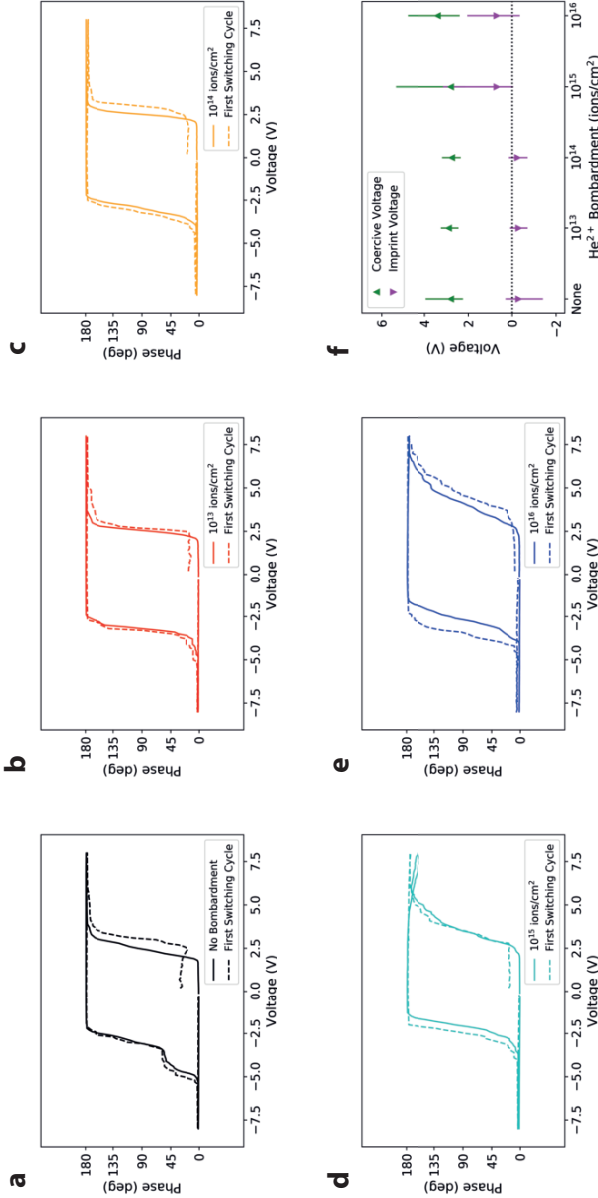 a
Phase (deg)
180
135
90
45
0
No Bombardment
First Switching Cycle
−7.5 −5.0 −2.5 0.0 2.5 5.0 7.5
Voltage (V)
b
Phase (deg)
180
135
90
45
0
10¹³ ions/cm²
First Switching Cycle
−7.5 −5.0 −2.5 0.0 2.5 5.0 7.5
Voltage (V)
c
Phase (deg)
180
135
90
45
0
10¹⁴ ions/cm²
First Switching Cycle
−7.5 −5.0 −2.5 0.0 2.5 5.0 7.5
Voltage (V)
d
Phase (deg)
180
135
90
45
0
10¹⁵ ions/cm²
First Switching Cycle
−7.5 −5.0 −2.5 0.0 2.5 5.0 7.5
Voltage (V)
e
Phase (deg)
180
135
90
45
0
10¹⁶ ions/cm²
First Switching Cycle
−7.5 −5.0 −2.5 0.0 2.5 5.0 7.5
Voltage (V)
f
Voltage (V)
6
4
2
0
−2
Coercive Voltage
Imprint Voltage
None 10¹³ 10¹⁴ 10¹⁵ 10¹⁶
He²⁺ Bombardment (ions/cm²)